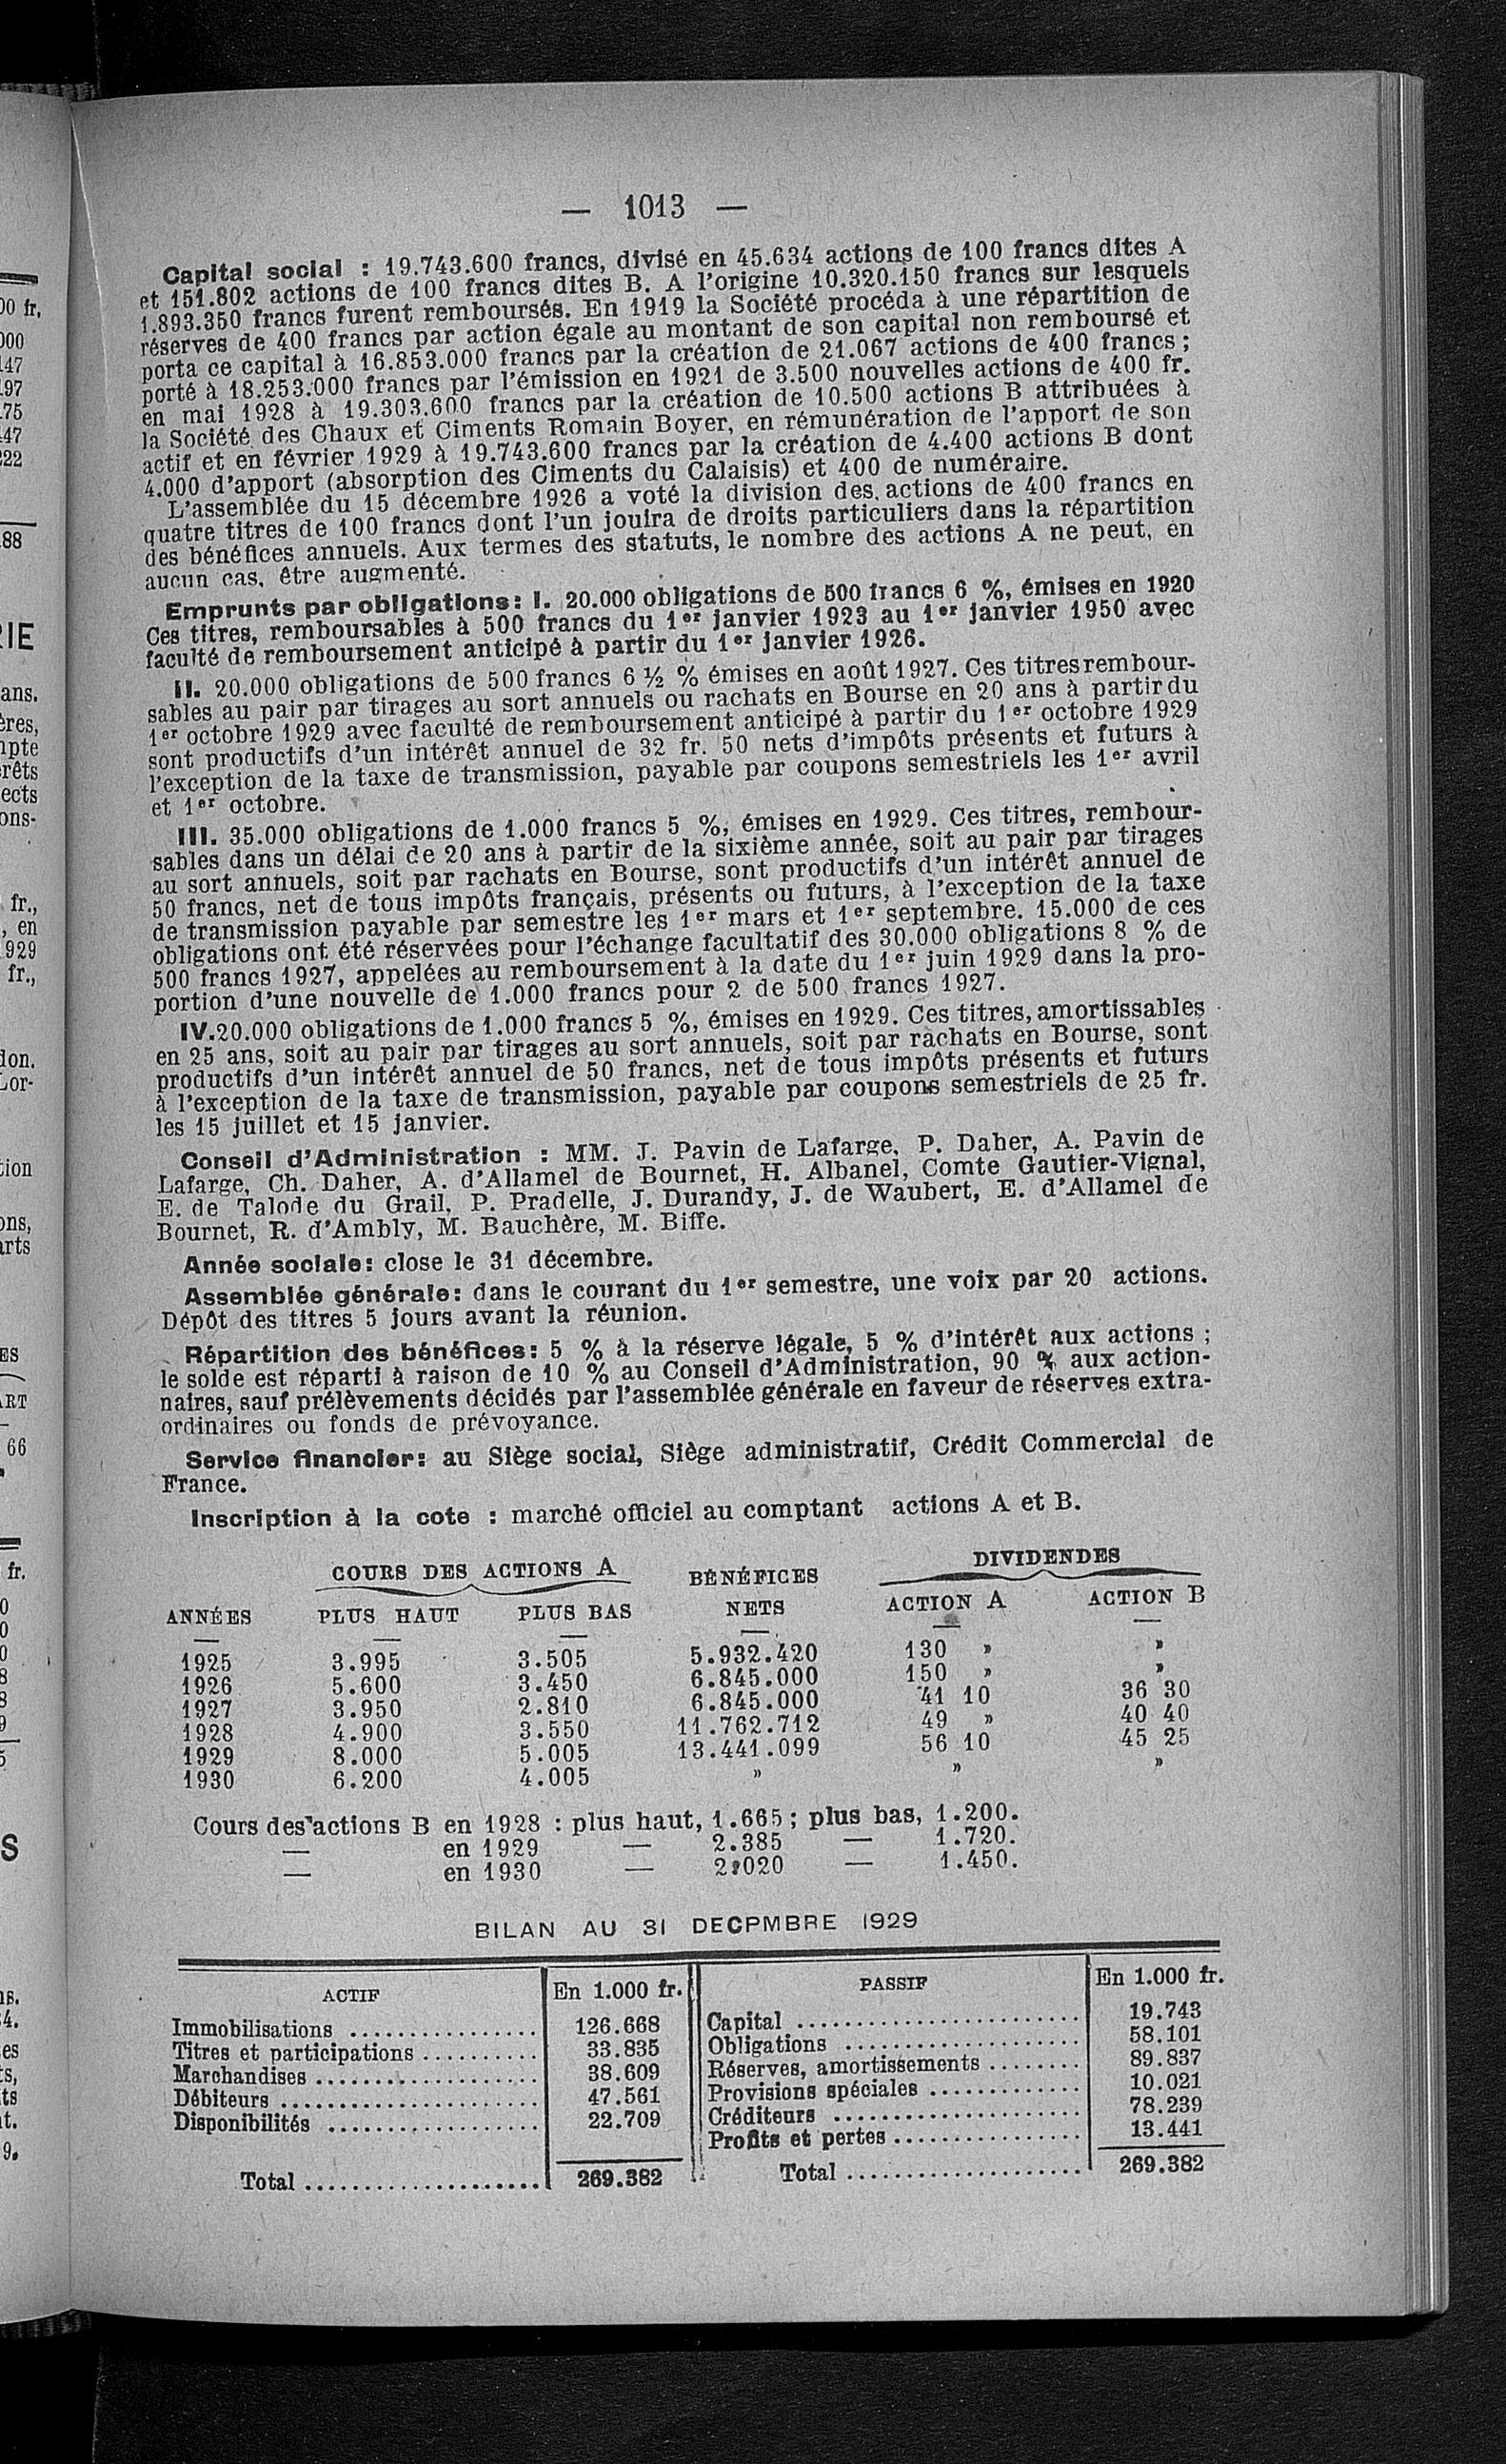 — 1013 —
Capital social : 19.743.600 francs, divisé en 45.634 actions de 100 francs dites A
et 151.802 actions de 100 francs dites B. A l'origine 10.320.150 francs sur lesquels
1.893.350 francs furent remboursés. En 1919 la Société procéda à une répartition de
réserves de 400 francs par action égale au montant de son capital non remboursé et
porta ce capital à 16.853.000 francs par la création de 21.067 actions de 400 francs ;
porté à 18.253.000 francs par l'émission en 1921 de 3.500 nouvelles actions de 400 fr.
en mai 1928 à 19.303.600 francs par la création de 10.500 actions B attribuées à
la Société des Chaux et Ciments Romain Boyer, en rémunération de l'apport de son
actif et en février 1929 à 19.743.600 francs par la création de 4.400 actions B dont
4.000 d'apport (absorption des Ciments du Calaisis) et 400 de numéraire.
L'assemblée du 15 décembre 1926 a voté la division des actions de 400 francs en
quatre titres de 100 francs dont l'un jouira de droits particuliers dans la répartition
des bénéfices annuels. Aux termes des statuts, le nombre des actions A ne peut, en
aucun cas, être augmenté.
Emprunts par obligations: I. 20.000 obligations de 500 francs 6 %, émises en 1920
Ces titres, remboursables à 500 francs du 1er janvier 1923 au 1er janvier 1950 avec
faculté de remboursement anticipé à partir du 1er janvier 1926.
II. 20.000 obligations de 500 francs 6 ½ % émises en août 1927. Ces titres rembour-
sables au pair par tirages au sort annuels ou rachats en Bourse en 20 ans à partir du
1er octobre 1929 avec faculté de remboursement anticipé à partir du 1er octobre 1929
sont productifs d'un intérêt annuel de 32 fr. 50 nets d'impôts présents et futurs à
l'exception de la taxe de transmission, payable par coupons semestriels les 1er avril
et 1er octobre.
III. 35.000 obligations de 1.000 francs 5 %, émises en 1929. Ces titres, rembour-
sables dans un délai de 20 ans à partir de la sixième année, soit au pair par tirages
au sort annuels, soit par rachats en Bourse, sont productifs d'un intérêt annuel de
50 francs, net de tous impôts français, présents ou futurs, à l'exception de la taxe
de transmission payable par semestre les 1er mars et 1er septembre. 15.000 de ces
obligations ont été réservées pour l'échange facultatif des 30.000 obligations 8 % de
500 francs 1927, appelées au remboursement à la date du 1er juin 1929 dans la pro-
portion d'une nouvelle de 1.000 francs pour 2 de 500 francs 1927.
IV.20.000 obligations de 1.000 francs 5 %, émises en 1929. Ces titres, amortissables
en 25 ans, soit au pair par tirages au sort annuels, soit par rachats en Bourse, sont
productifs d'un intérêt annuel de 50 francs, net de tous impôts présents et futurs
à l'exception de la taxe de transmission, payable par coupons semestriels de 25 fr.
les 15 juillet et 15 janvier.
Conseil d'Administration : MM. J. Pavin de Lafarge, P. Daher, A. Pavin de
Lafarge, Ch. Daher, A. d'Allamel de Bournet, H. Albanel, Comte Gautier-Vignal,
E. de Talode du Grail, P. Pradelle, J. Durandy, J. de Waubert, E. d'Allamel de
Bournet, R. d'Ambly, M. Bauchère, M. Biffe.
Année sociale: close le 31 décembre.
Assemblée générale: dans le courant du 1er semestre, une voix par 20 actions.
Dépôt des titres 5 jours avant la réunion.
Répartition des bénéfices: 5 % à la réserve légale, 5 % d'intérêt aux actions ;
le solde est réparti à raison de 10 % au Conseil d'Administration, 90 % aux action-
naires, sauf prélèvements décidés par l'assemblée générale en faveur de réserves extra-
ordinaires ou fonds de prévoyance.
Service financier: au Siège social, Siège administratif, Crédit Commercial de
France.
Inscription à la cote : marché officiel au comptant actions A et B.
COURS DES ACTIONS A BÉNÉFICES DIVIDENDES
ANNÉES PLUS HAUT PLUS BAS NETS ACTION A ACTION B
1925 3.995 3.505 5.932.420 130 » »
1926 5.600 3.450 6.845.000 150 » »
1927 3.950 2.810 6.845.000 41 10 36 30
1928 4.900 3.550 11.762.712 49 » 40 40
1929 8.000 5.005 13.441.099 56 10 45 25
1930 6.200 4.005 » » »
Cours des actions B en 1928 : plus haut, 1.665 ; plus bas, 1.200.
— en 1929 — 2.385 — 1.720.
— en 1930 — 2.020 — 1.450.
BILAN AU 31 DECPMBRE 1929
ACTIF En 1.000 fr. PASSIF En 1.000 fr.
Immobilisations ................ 126.668 Capital ........................ 19.743
Titres et participations .......... 33.835 Obligations .................... 58.101
Marchandises ................... 38.609 Réserves, amortissements ........ 89.837
Débiteurs ...................... 47.561 Provisions spéciales ............. 10.021
Disponibilités .................. 22.709 Créditeurs ..................... 78.239
Profits et pertes ................ 13.441
Total .................... 269.382 Total .................... 269.382